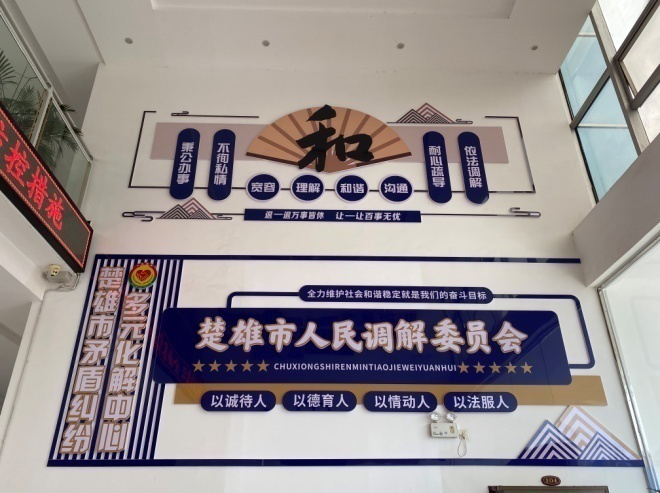 控措施
和
秉公办事
不徇私情
耐心疏导
依法调解
宽容 理解 和谐 沟通
退一退万事皆休 让一让百事无忧
全力维护社会和谐稳定就是我们的奋斗目标
楚雄市人民调解委员会
CHUXIONGSHIRENMINTIAOJIEWEIYUANHUI
以诚待人 以德育人 以情动人 以法服人
楚雄市矛盾纠纷
多元化解中心
104